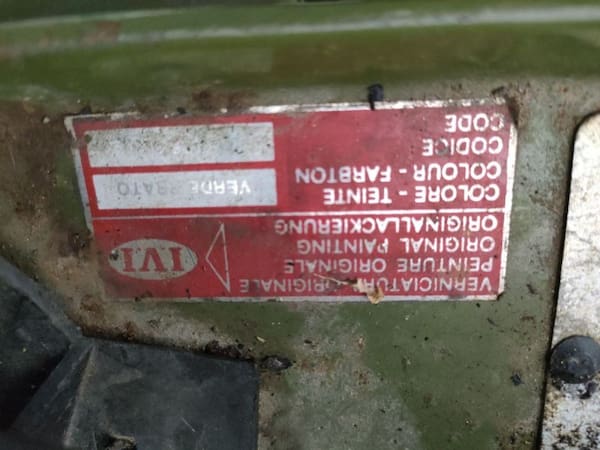 VERNICIATURA ORIGINALE
PEINTURE ORIGINALE
ORIGINAL PAINTING
ORIGINALLACKIERUNG
IVI
COLORE - TEINTE
COLOUR - FARBTON
VERDE
CODICE
CODE